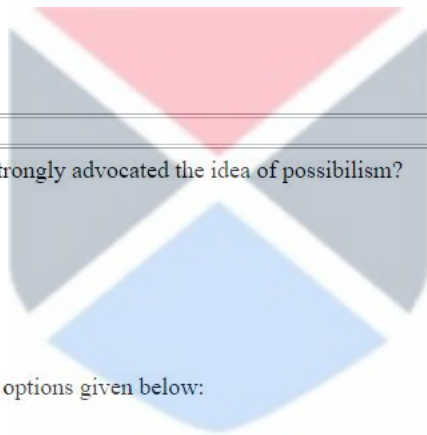 trongly advocated the idea of possibilism?
options given below: